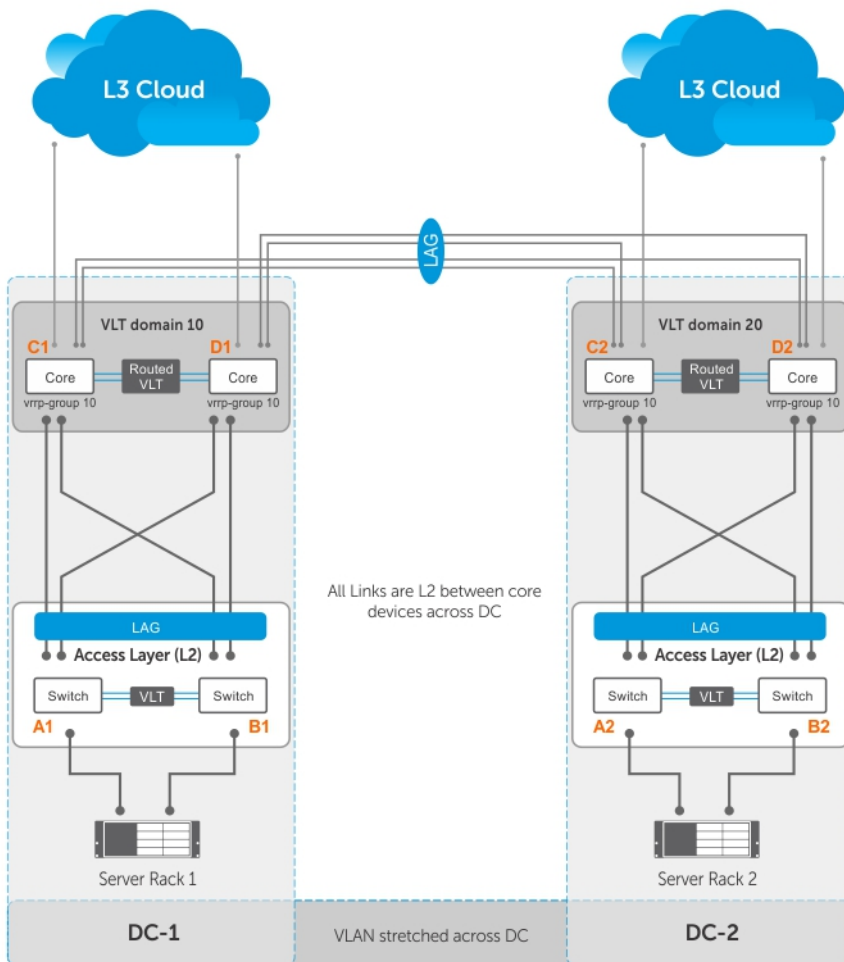 L3 Cloud
L3 Cloud
LAG
VLT domain 10
C1
D1
Core
Routed
VLT
Core
vrrp-group 10
vrrp-group 10
VLT domain 20
C2
D2
Core
Routed
VLT
Core
vrrp-group 10
vrrp-group 10
All Links are L2 between core
devices across DC
LAG
Access Layer (L2)
Switch
VLT
Switch
A1
B1
Server Rack 1
LAG
Access Layer (L2)
Switch
VLT
Switch
A2
B2
Server Rack 2
DC-1
VLAN stretched across DC
DC-2